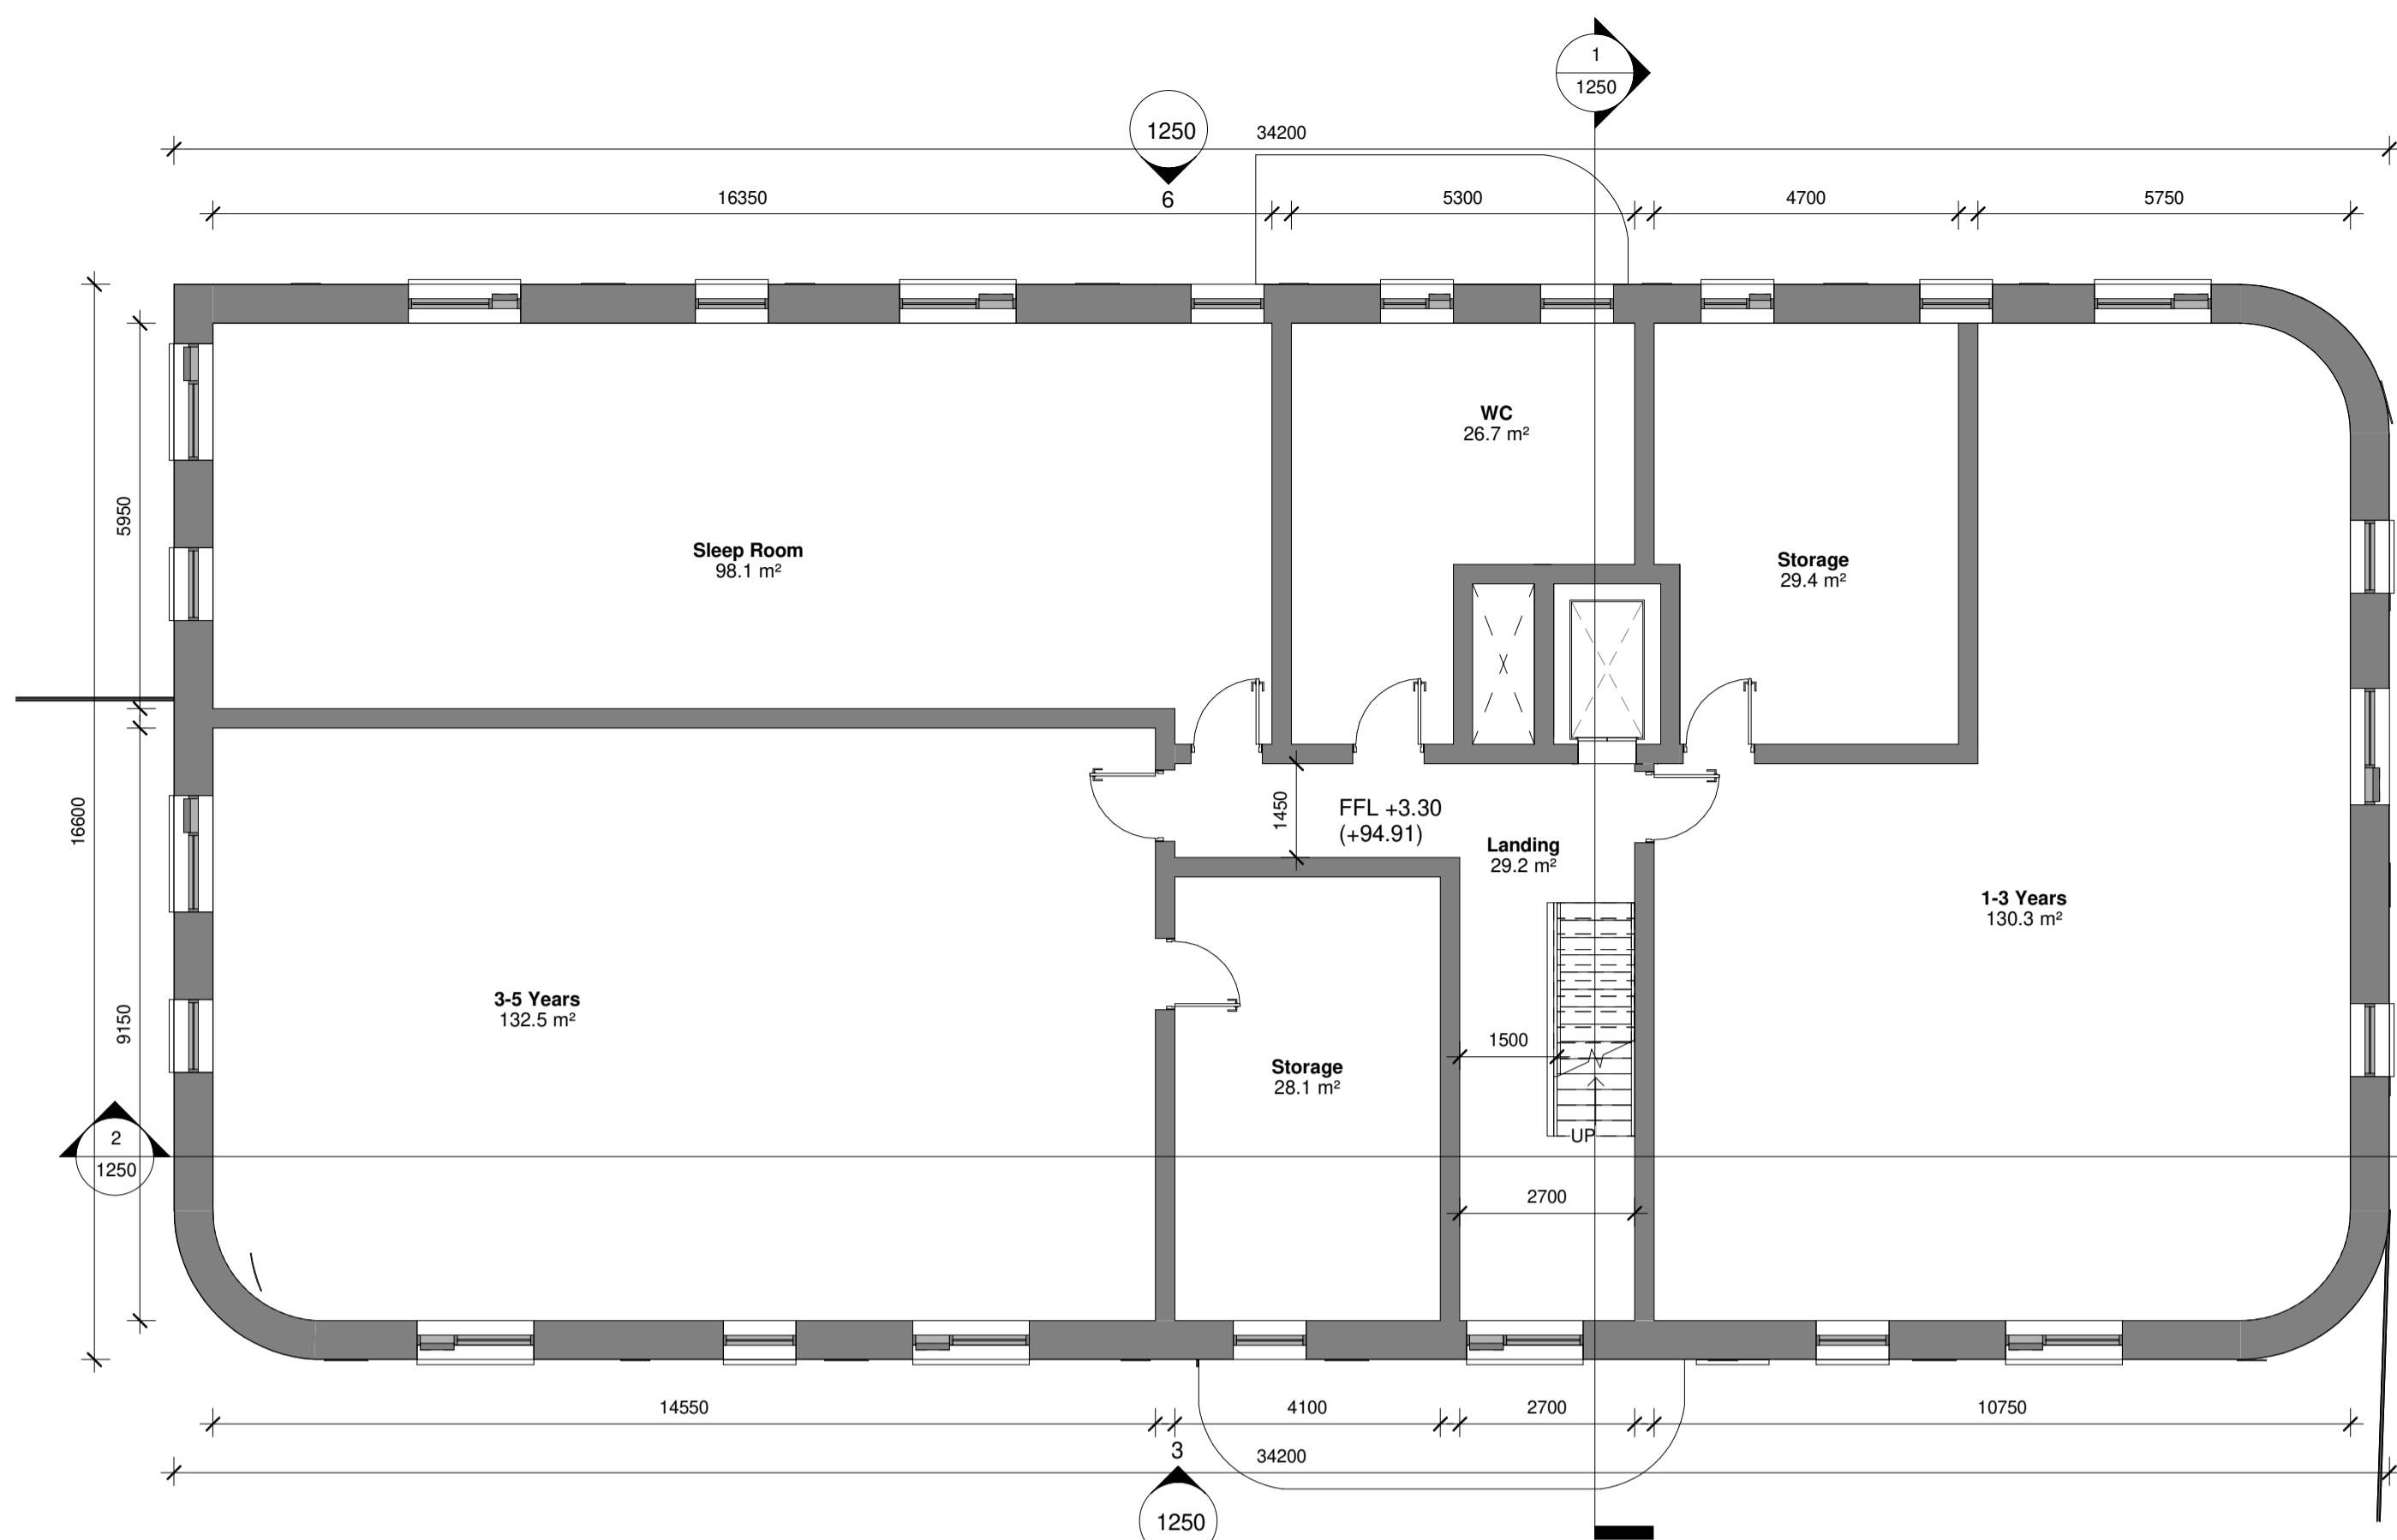 1
1250
1250
6
34200
16350
5300
4700
5750
WC
26.7 m²
5950
Sleep Room
98.1 m²
Storage
29.4 m²
16600
1450
FFL +3.30
(+94.91)
Landing
29.2 m²
1-3 Years
130.3 m²
3-5 Years
132.5 m²
9150
1500
Storage
28.1 m²
UP
2
1250
2700
14550
4100
2700
10750
3
34200
1250